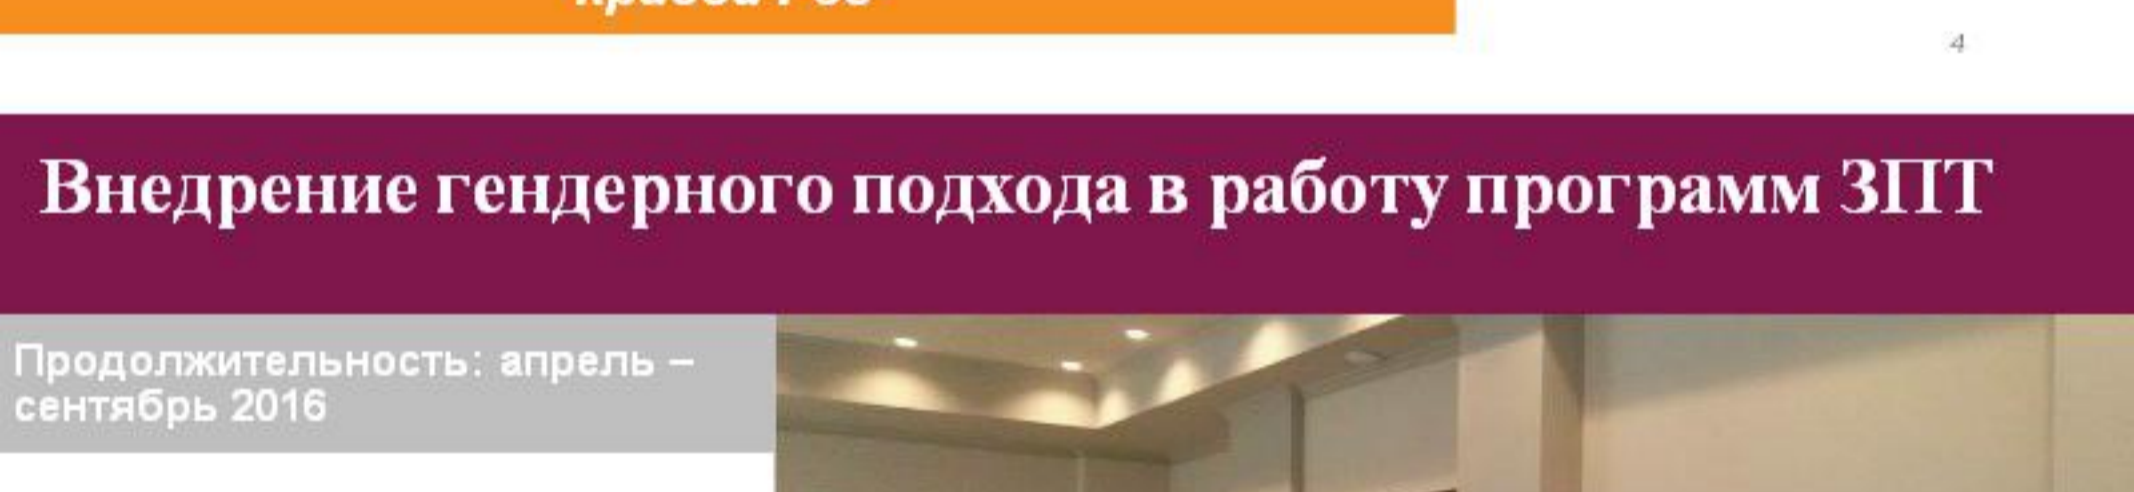 4
Внедрение гендерного подхода в работу программ ЗПТ
Продолжительность: апрель –
сентябрь 2016